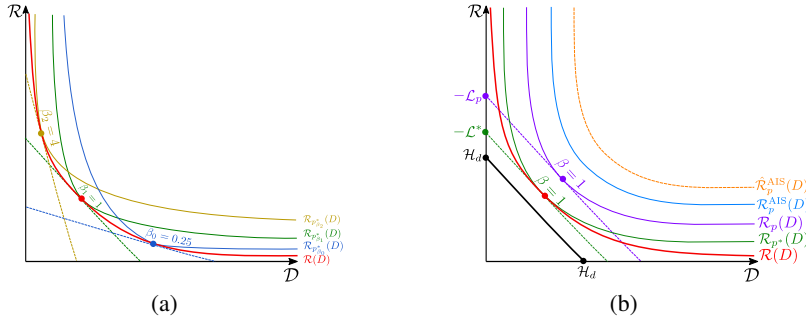 R
β₂ = 4
β₁ = 1
β₀ = 0.25
R_{p*_{β₂}}(D)
R_{p*_{β₁}}(D)
R_{p*_{β₀}}(D)
R(D)
D
(a)
R
−L_p
−L*
H_d
β = 1
β = 1
R̂_p^{AIS}(D)
R_p^{AIS}(D)
R_p(D)
R_{p*}(D)
R(D)
H_d
D
(b)